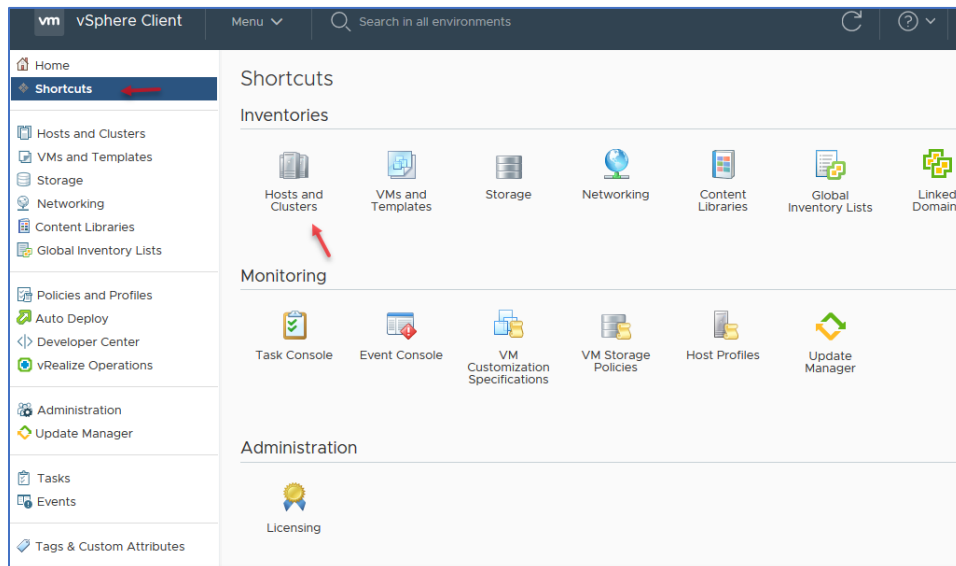 vm vSphere Client Menu Search in all environments
Home
Shortcuts
Hosts and Clusters
VMs and Templates
Storage
Networking
Content Libraries
Global Inventory Lists
Policies and Profiles
Auto Deploy
Developer Center
vRealize Operations
Administration
Update Manager
Tasks
Events
Tags & Custom Attributes
Shortcuts
Inventories
Hosts and
Clusters
VMs and
Templates
Storage
Networking
Content
Libraries
Global
Inventory Lists
Linked
Domain
Monitoring
Task Console
Event Console
VM
Customization
Specifications
VM Storage
Policies
Host Profiles
Update
Manager
Administration
Licensing